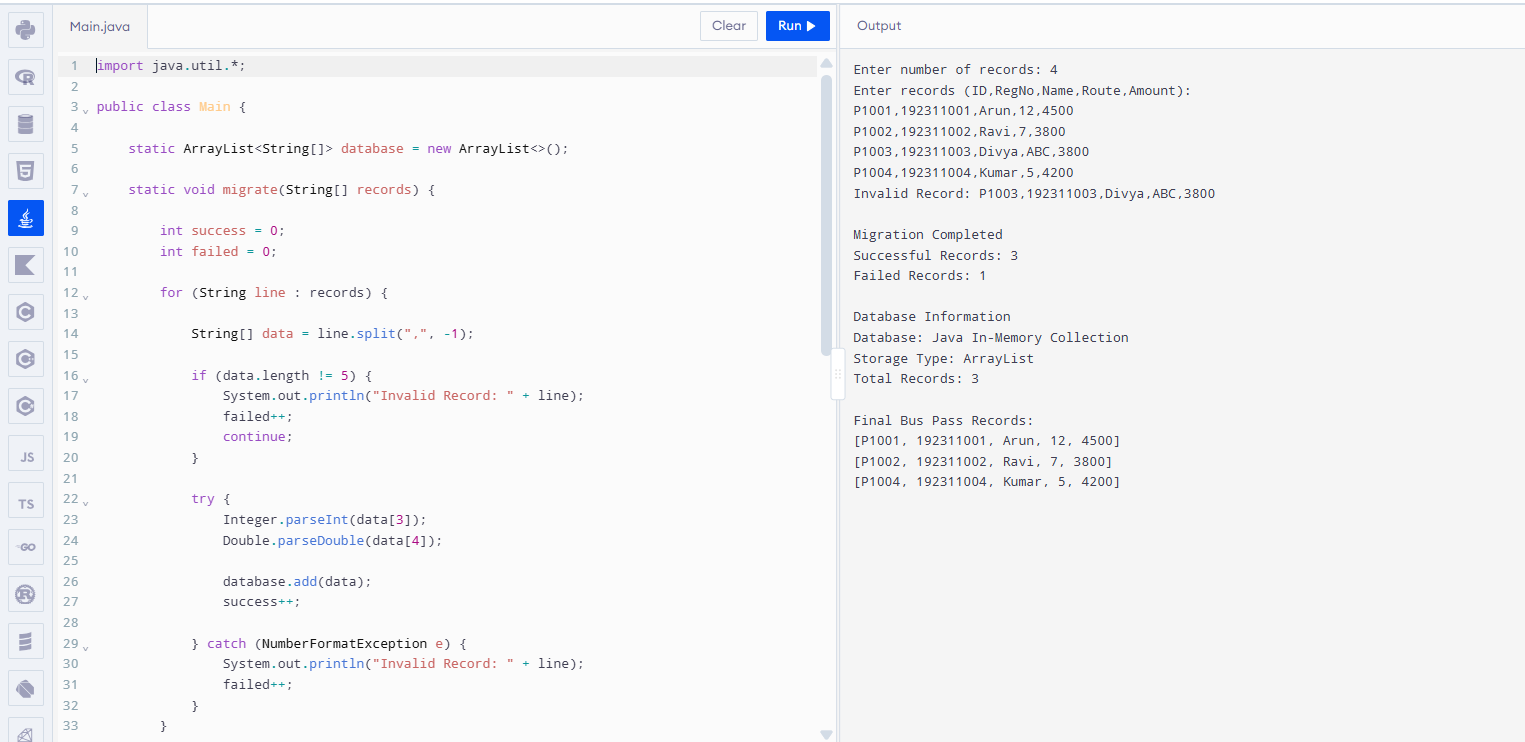 Main.java
Clear
Run
Output
JS
TS
GO
1 import java.util.*;
2
3 public class Main {
4
5 static ArrayList<String[]> database = new ArrayList<>();
6
7 static void migrate(String[] records) {
8
9 int success = 0;
10 int failed = 0;
11
12 for (String line : records) {
13
14 String[] data = line.split(",", -1);
15
16 if (data.length != 5) {
17 System.out.println("Invalid Record: " + line);
18 failed++;
19 continue;
20 }
21
22 try {
23 Integer.parseInt(data[3]);
24 Double.parseDouble(data[4]);
25
26 database.add(data);
27 success++;
28
29 } catch (NumberFormatException e) {
30 System.out.println("Invalid Record: " + line);
31 failed++;
32 }
33 }
Enter number of records: 4
Enter records (ID,RegNo,Name,Route,Amount):
P1001,192311001,Arun,12,4500
P1002,192311002,Ravi,7,3800
P1003,192311003,Divya,ABC,3800
P1004,192311004,Kumar,5,4200
Invalid Record: P1003,192311003,Divya,ABC,3800

Migration Completed
Successful Records: 3
Failed Records: 1

Database Information
Database: Java In-Memory Collection
Storage Type: ArrayList
Total Records: 3

Final Bus Pass Records:
[P1001, 192311001, Arun, 12, 4500]
[P1002, 192311002, Ravi, 7, 3800]
[P1004, 192311004, Kumar, 5, 4200]